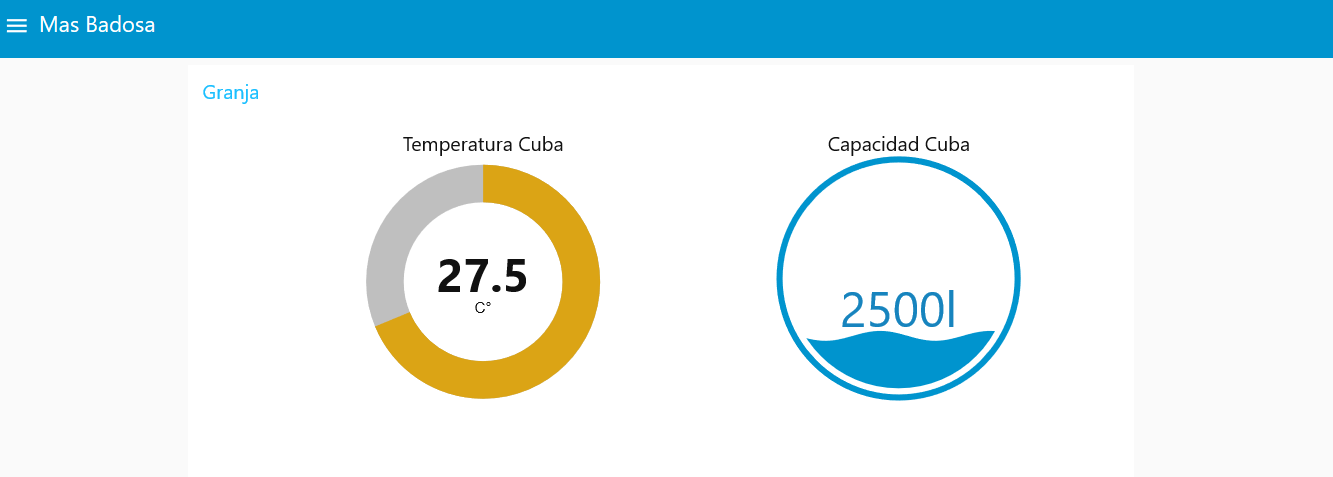 Mas Badosa
Granja
Temperatura Cuba
27.5
C°
Capacidad Cuba
2500l